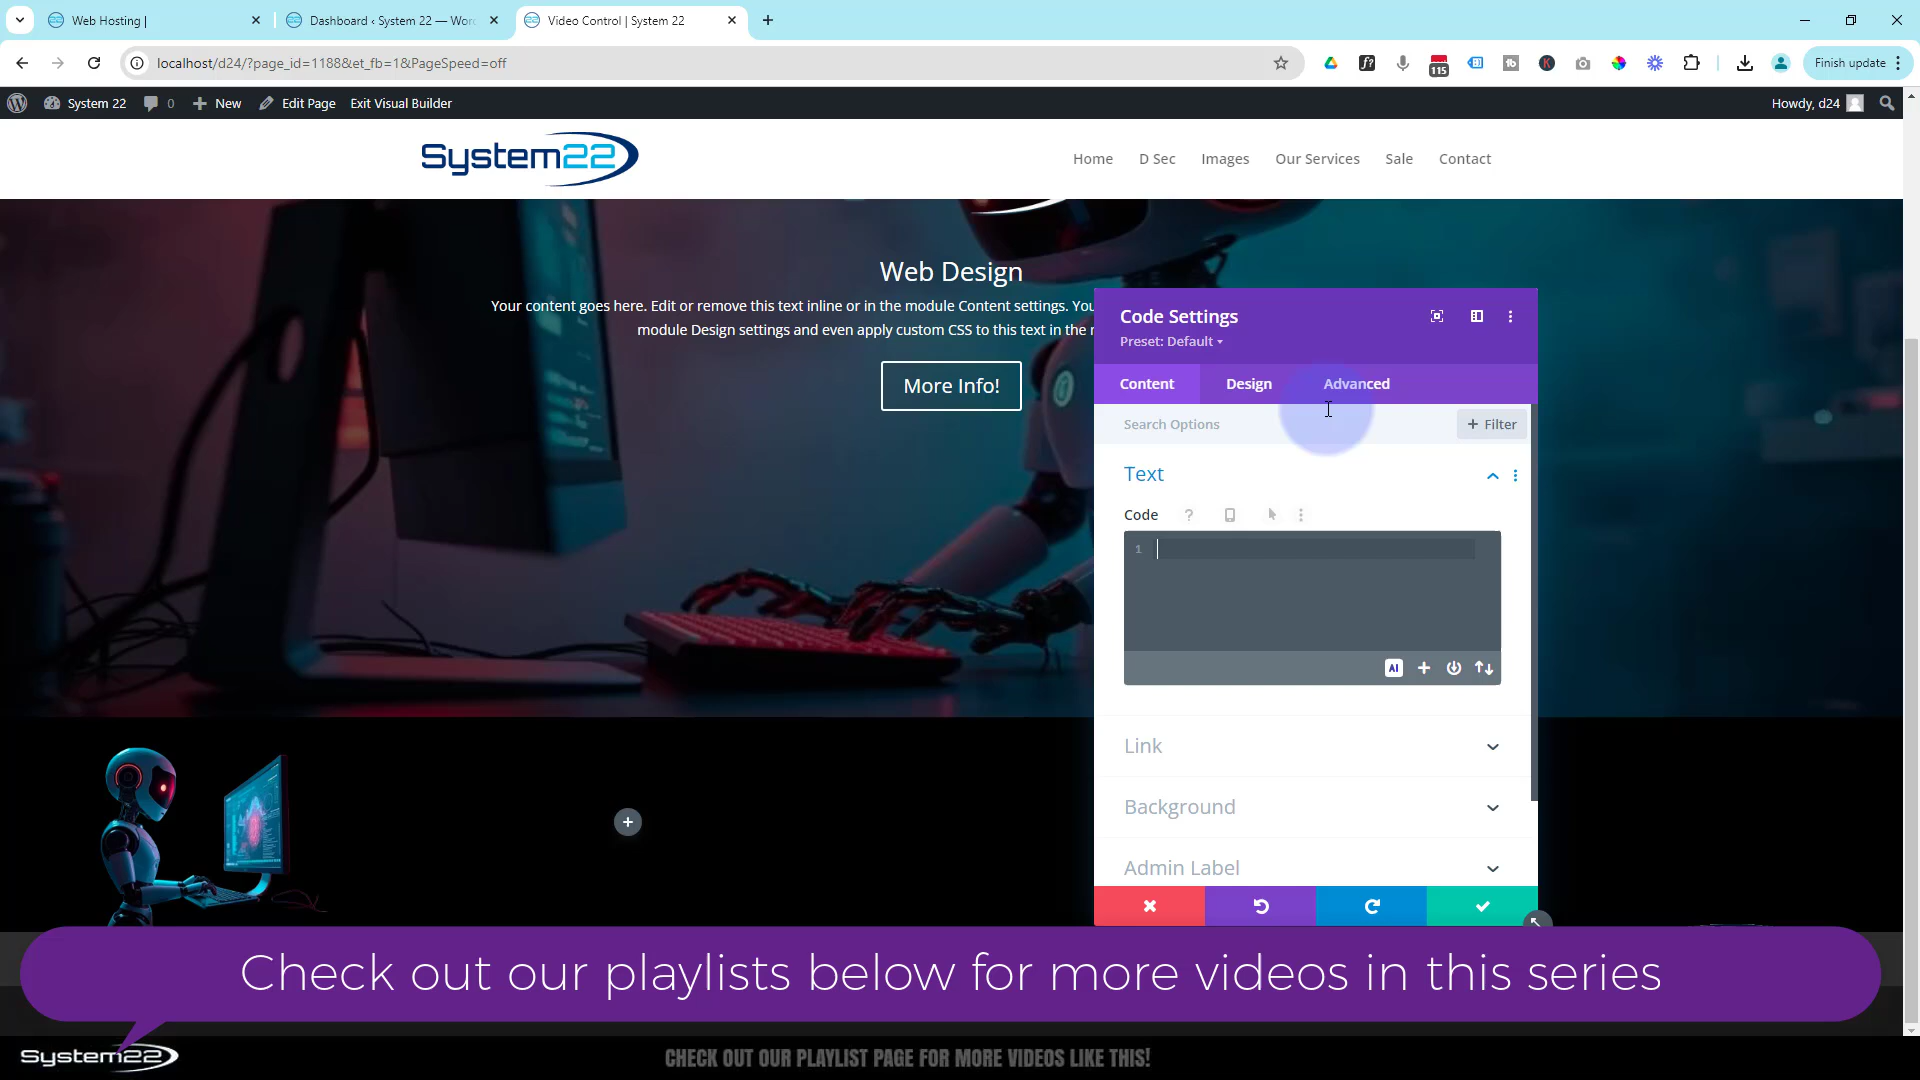 Web Hosting |
Dashboard ‹ System 22 — Wor
Video Control | System 22
localhost/d24/?page_id=1188&et_fb=1&PageSpeed=off
115
Finish update
System 22
0
New
Edit Page
Exit Visual Builder
Howdy, d24
System22
Home
D Sec
Images
Our Services
Sale
Contact
Web Design
Your content goes here. Edit or remove this text inline or in the module Content settings. You
module Design settings and even apply custom CSS to this text in the
More Info!
Code Settings
Preset: Default
Content
Design
Advanced
Search Options
+ Filter
Text
Code
?
1
AI
Link
Background
Admin Label
Check out our playlists below for more videos in this series
System22
CHECK OUT OUR PLAYLIST PAGE FOR MORE VIDEOS LIKE THIS!